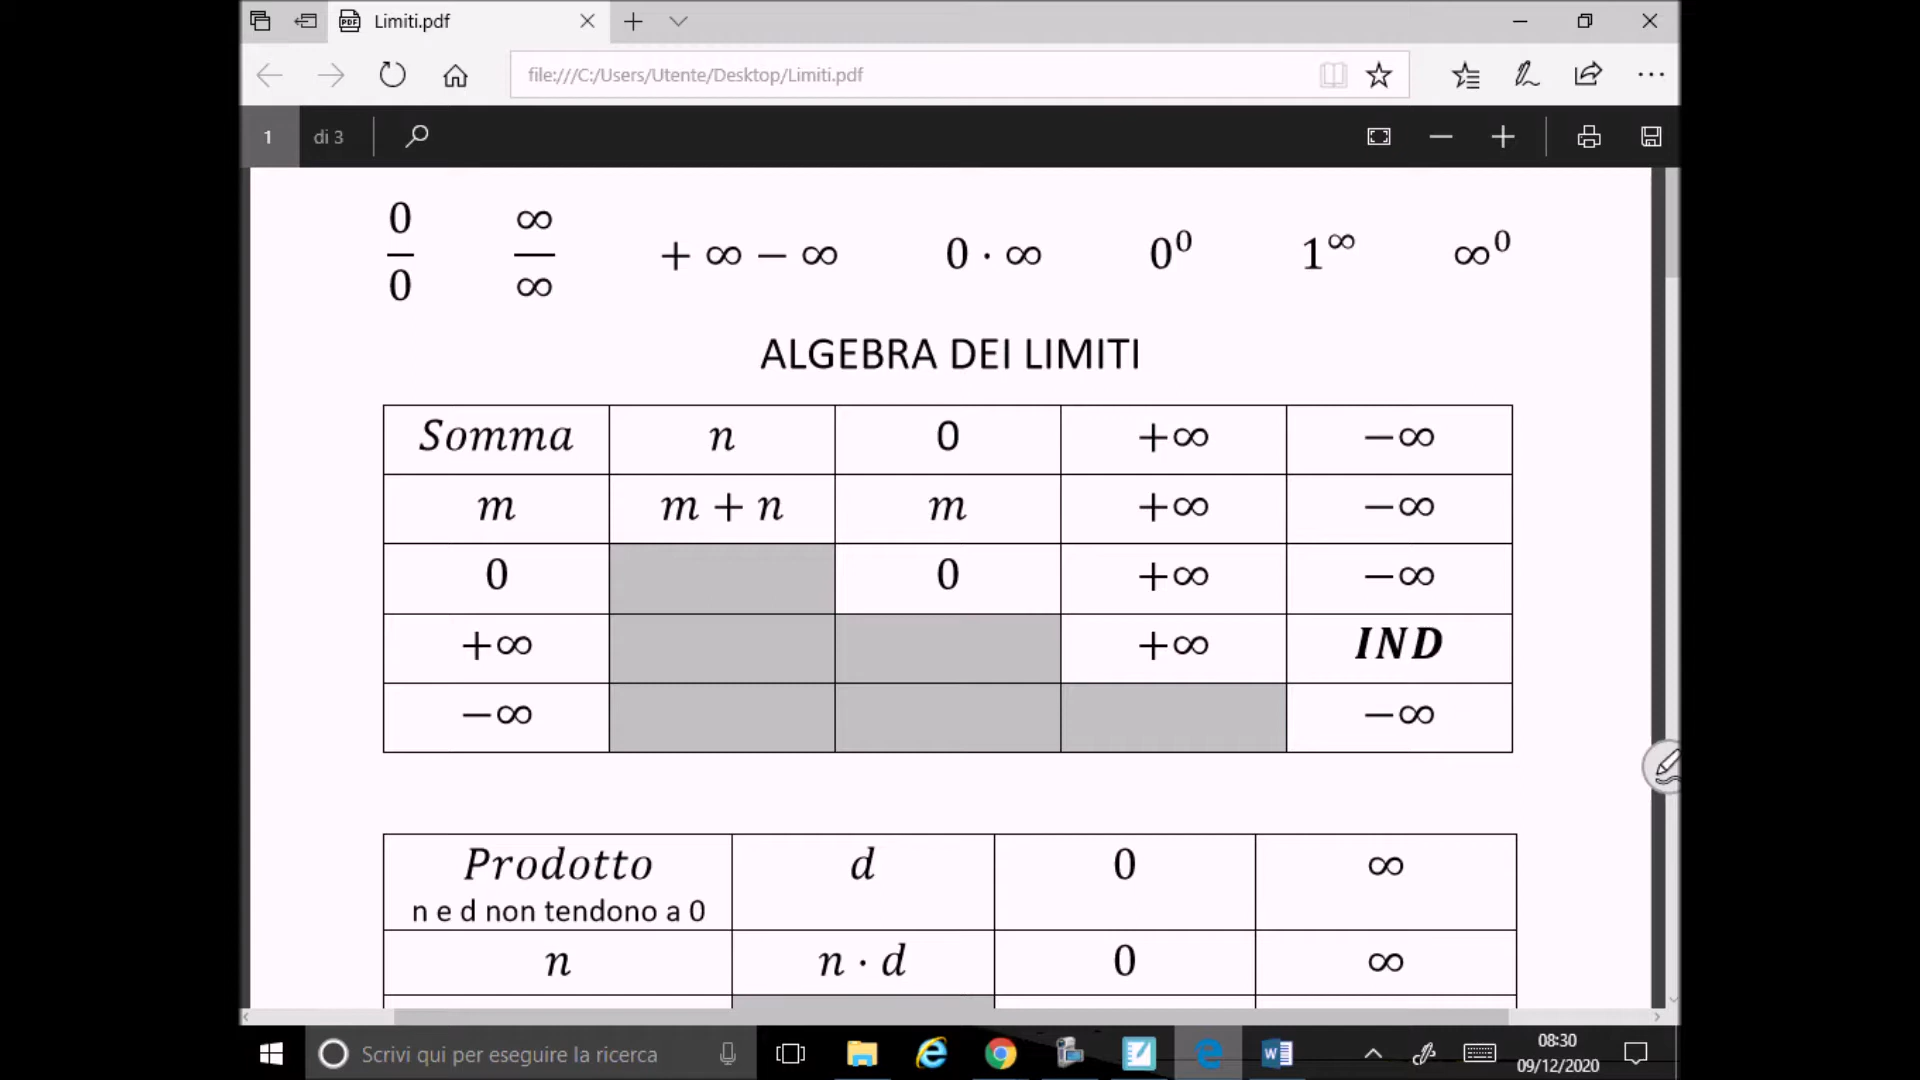 Limiti.pdf
file:///C:/Users/Utente/Desktop/Limiti.pdf
1 di 3
0/0 ∞/∞ + ∞ − ∞ 0 · ∞ 0⁰ 1^∞ ∞⁰
ALGEBRA DEI LIMITI
Somma n 0 +∞ −∞
m m + n m +∞ −∞
0 0 +∞ −∞
+∞ +∞ IND
−∞ −∞
Prodotto d 0 ∞
n e d non tendono a 0
n n · d 0 ∞
Scrivi qui per eseguire la ricerca
08:30
09/12/2020